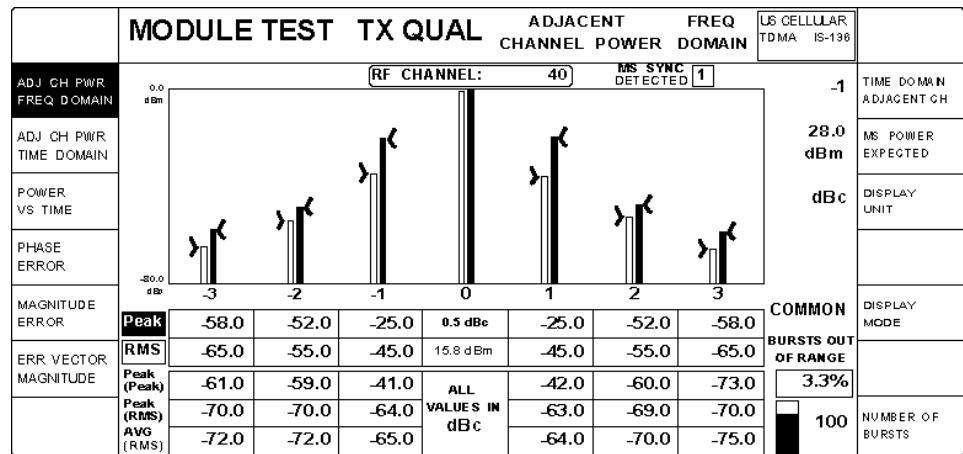 MODULE TEST TX QUAL ADJACENT CHANNEL POWER FREQ DOMAIN
US CELLULAR
TDMA IS-136
ADJ CH PWR
FREQ DOMAIN
ADJ CH PWR
TIME DOMAIN
POWER
VS TIME
PHASE
ERROR
MAGNITUDE
ERROR
ERR VECTOR
MAGNITUDE
RF CHANNEL: 40
MS SYNC
DETECTED 1
0.0
dBm
-80.0
dBm
-3 -2 -1 0 1 2 3
Peak -58.0 -52.0 -25.0 0.5 dBc -25.0 -52.0 -58.0
RMS -65.0 -55.0 -45.0 15.8 dBm -45.0 -55.0 -65.0
Peak
(Peak) -61.0 -59.0 -41.0 ALL VALUES IN dBc -42.0 -60.0 -73.0
Peak
(RMS) -70.0 -70.0 -64.0 -63.0 -69.0 -70.0
AVG
(RMS) -72.0 -72.0 -65.0 -64.0 -70.0 -75.0
-1
28.0
dBm
dBc
COMMON
BURSTS OUT
OF RANGE
3.3%
100
TIME DOMAIN
ADJACENT CH
MS POWER
EXPECTED
DISPLAY
UNIT
DISPLAY
MODE
NUMBER OF
BURSTS